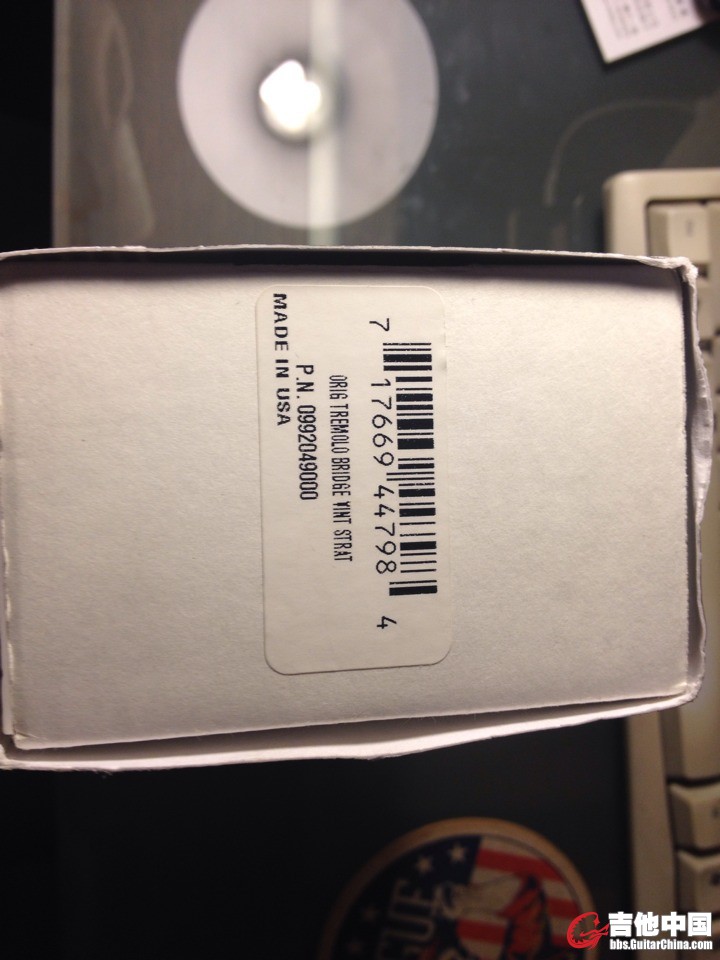 7 17669 44798 4
ORIG TREMOLO BRIDGE VINT STRAT
P.N. 0992049000
MADE IN USA
GUE
吉他中国
bbs.GuitarChina.com